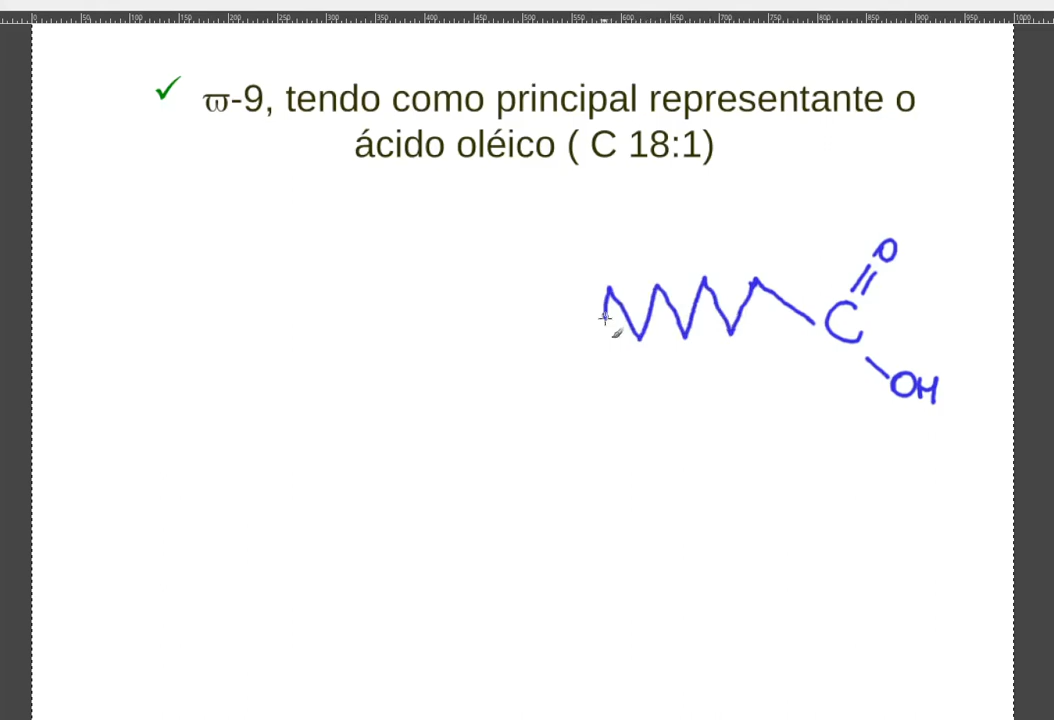 ✓ ϖ-9, tendo como principal representante o
ácido oléico ( C 18:1)
O
C
OH